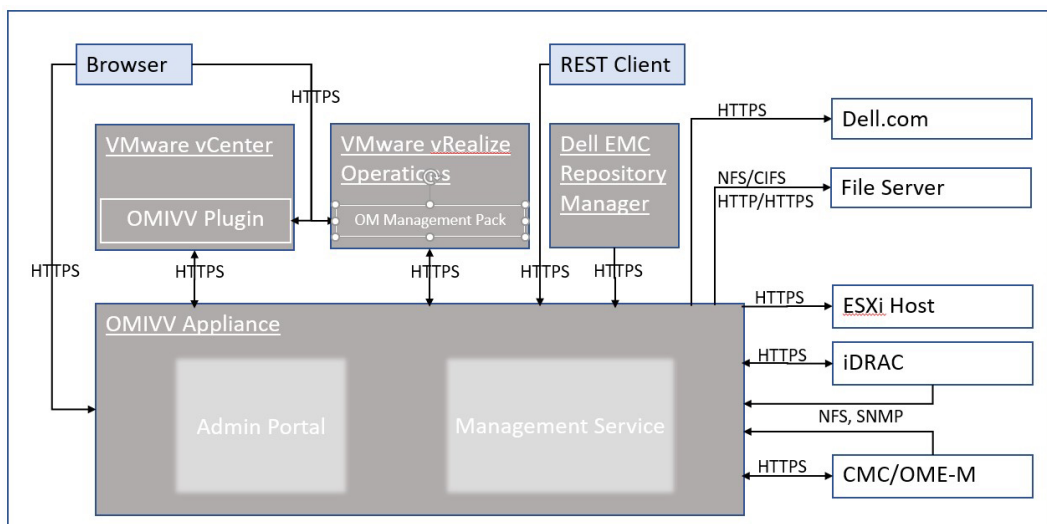 Browser
REST Client
HTTPS
HTTPS
Dell.com
VMware vCenter
VMware vRealize
Operations
Dell EMC
Repository
Manager
NFS/CIFS
HTTP/HTTPS
File Server
OMIVV Plugin
OM Management Pack
HTTPS
HTTPS
HTTPS
HTTPS
HTTPS
HTTPS
ESXi Host
OMIVV Appliance
HTTPS
iDRAC
NFS, SNMP
Admin Portal
Management Service
HTTPS
CMC/OME-M